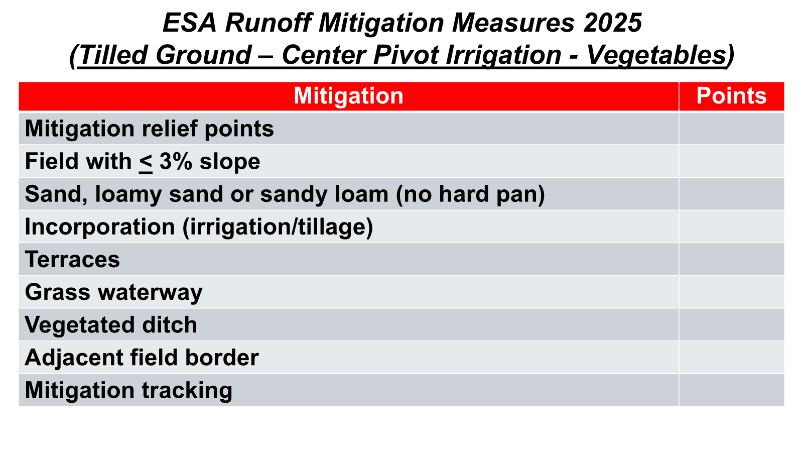 ESA Runoff Mitigation Measures 2025
(Tilled Ground – Center Pivot Irrigation - Vegetables)
Mitigation Points
Mitigation relief points
Field with ≤ 3% slope
Sand, loamy sand or sandy loam (no hard pan)
Incorporation (irrigation/tillage)
Terraces
Grass waterway
Vegetated ditch
Adjacent field border
Mitigation tracking